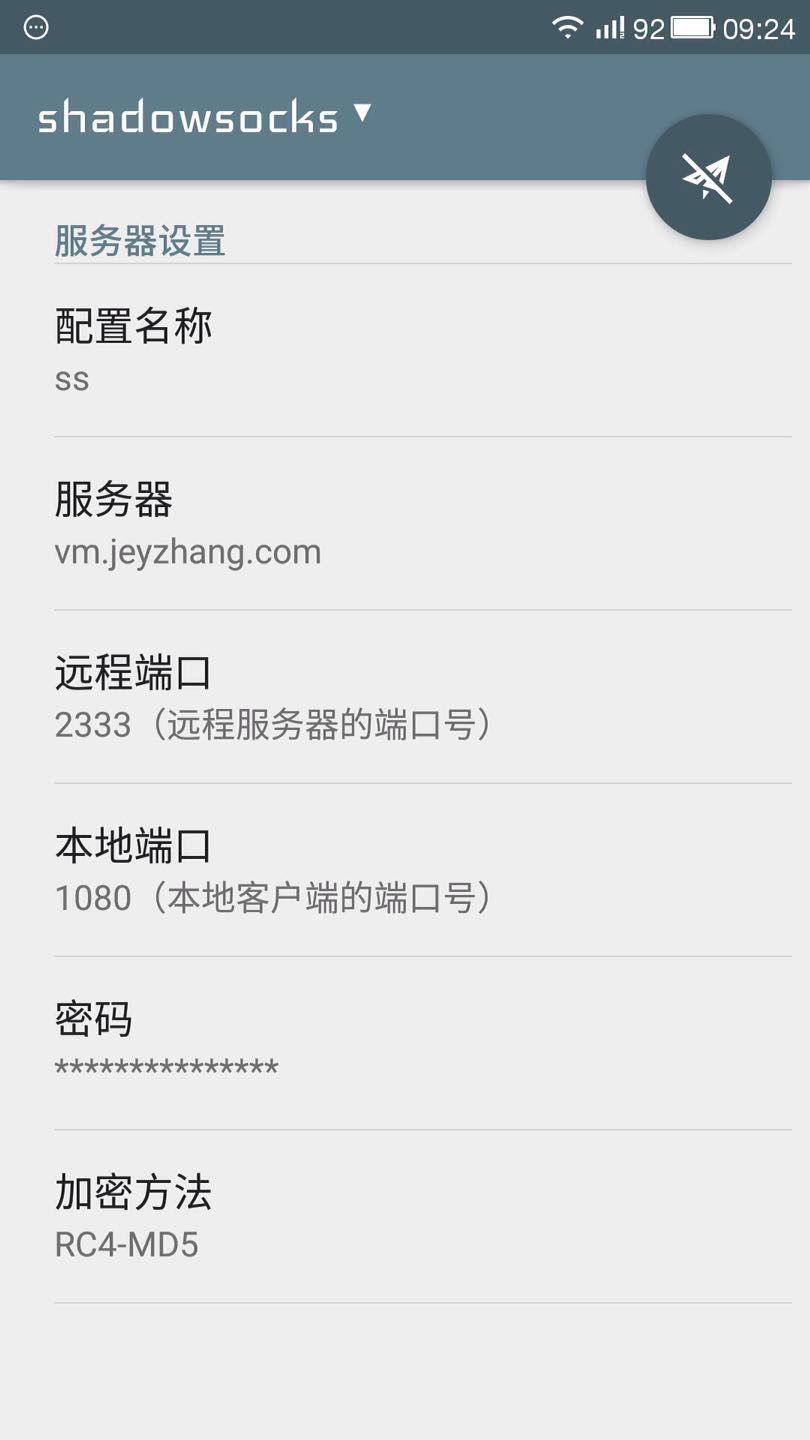 92 09:24
shadowsocks
服务器设置
配置名称
ss
服务器
vm.jeyzhang.com
远程端口
2333（远程服务器的端口号）
本地端口
1080（本地客户端的端口号）
密码
***************
加密方法
RC4-MD5